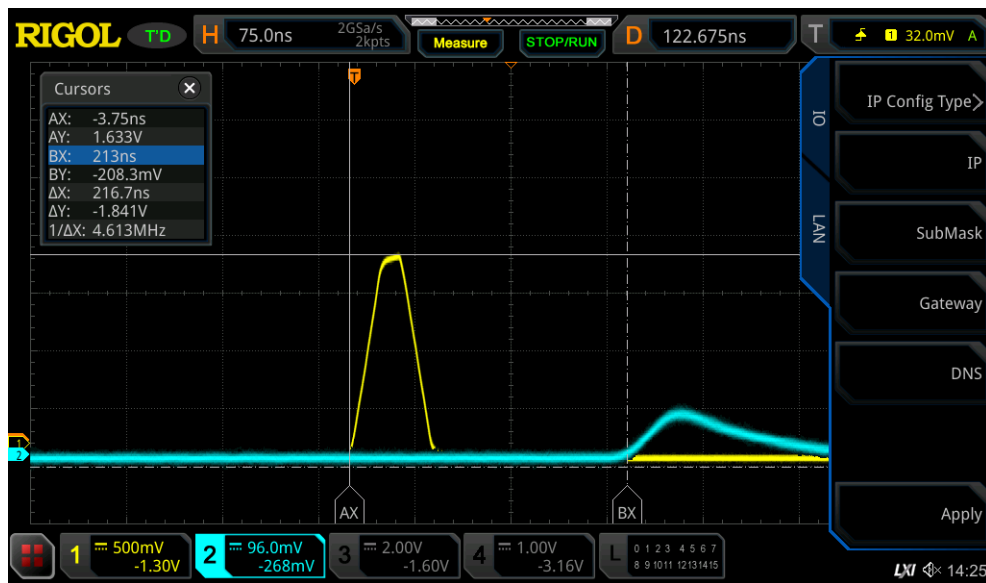 RIGOL T'D H 75.0ns 2GSa/s 2kpts Measure STOP/RUN D 122.675ns T 1 32.0mV A
T
Cursors
AX: -3.75ns
AY: 1.633V
BX: 213ns
BY: -208.3mV
ΔX: 216.7ns
ΔY: -1.841V
1/ΔX: 4.613MHz
IO
LAN
IP Config Type
IP
SubMask
Gateway
DNS
Apply
1
2
AX
BX
1 500mV -1.30V
2 96.0mV -268mV
3 2.00V -1.60V
4 1.00V -3.16V
L 0 1 2 3 4 5 6 7
8 9 10 11 12 13 14 15
LXI 14:25